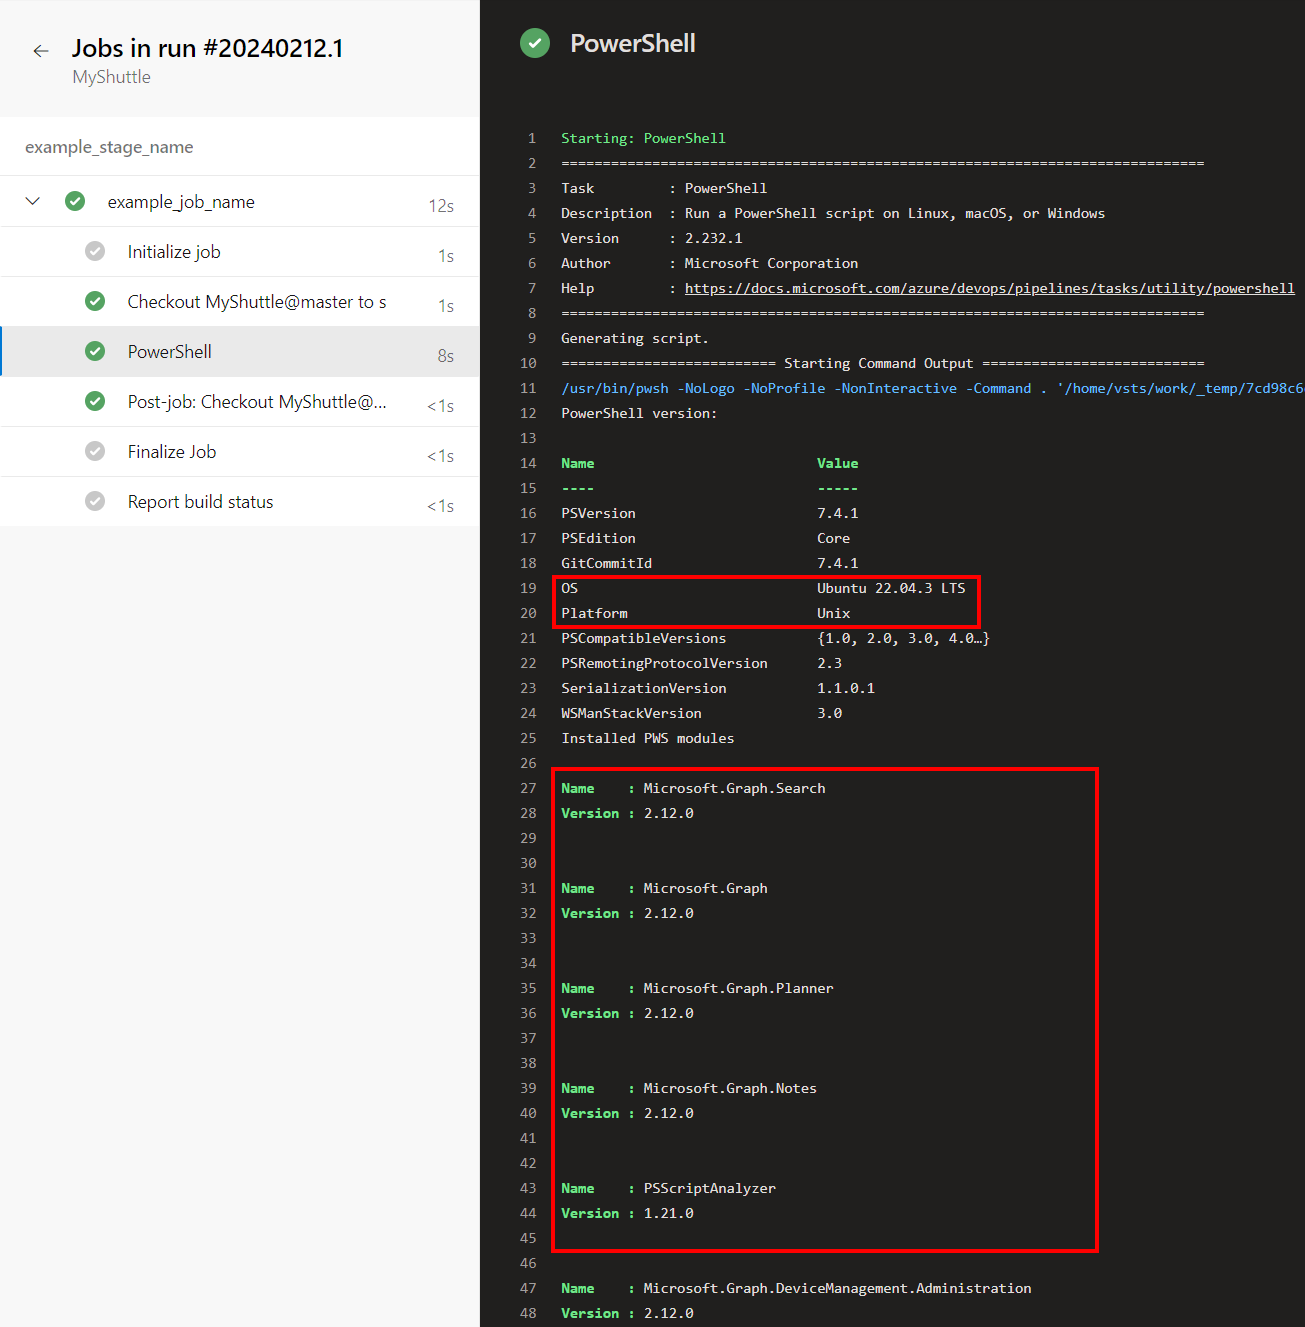 Jobs in run #20240212.1
MyShuttle
example_stage_name
example_job_name 12s
Initialize job 1s
Checkout MyShuttle@master to s 1s
PowerShell 8s
Post-job: Checkout MyShuttle@... <1s
Finalize Job <1s
Report build status <1s
PowerShell
1 Starting: PowerShell
2 ==============================================================================
3 Task         : PowerShell
4 Description  : Run a PowerShell script on Linux, macOS, or Windows
5 Version      : 2.232.1
6 Author       : Microsoft Corporation
7 Help         : https://docs.microsoft.com/azure/devops/pipelines/tasks/utility/powershell
8 ==============================================================================
9 Generating script.
10 ========================== Starting Command Output ===========================
11 /usr/bin/pwsh -NoLogo -NoProfile -NonInteractive -Command . '/home/vsts/work/_temp/7cd98c6
12 PowerShell version:
13
14 Name                           Value
15 ----                           -----
16 PSVersion                      7.4.1
17 PSEdition                      Core
18 GitCommitId                    7.4.1
19 OS                             Ubuntu 22.04.3 LTS
20 Platform                       Unix
21 PSCompatibleVersions           {1.0, 2.0, 3.0, 4.0…}
22 PSRemotingProtocolVersion      2.3
23 SerializationVersion           1.1.0.1
24 WSManStackVersion              3.0
25 Installed PWS modules
26
27 Name    : Microsoft.Graph.Search
28 Version : 2.12.0
29
30
31 Name    : Microsoft.Graph
32 Version : 2.12.0
33
34
35 Name    : Microsoft.Graph.Planner
36 Version : 2.12.0
37
38
39 Name    : Microsoft.Graph.Notes
40 Version : 2.12.0
41
42
43 Name    : PSScriptAnalyzer
44 Version : 1.21.0
45
46
47 Name    : Microsoft.Graph.DeviceManagement.Administration
48 Version : 2.12.0